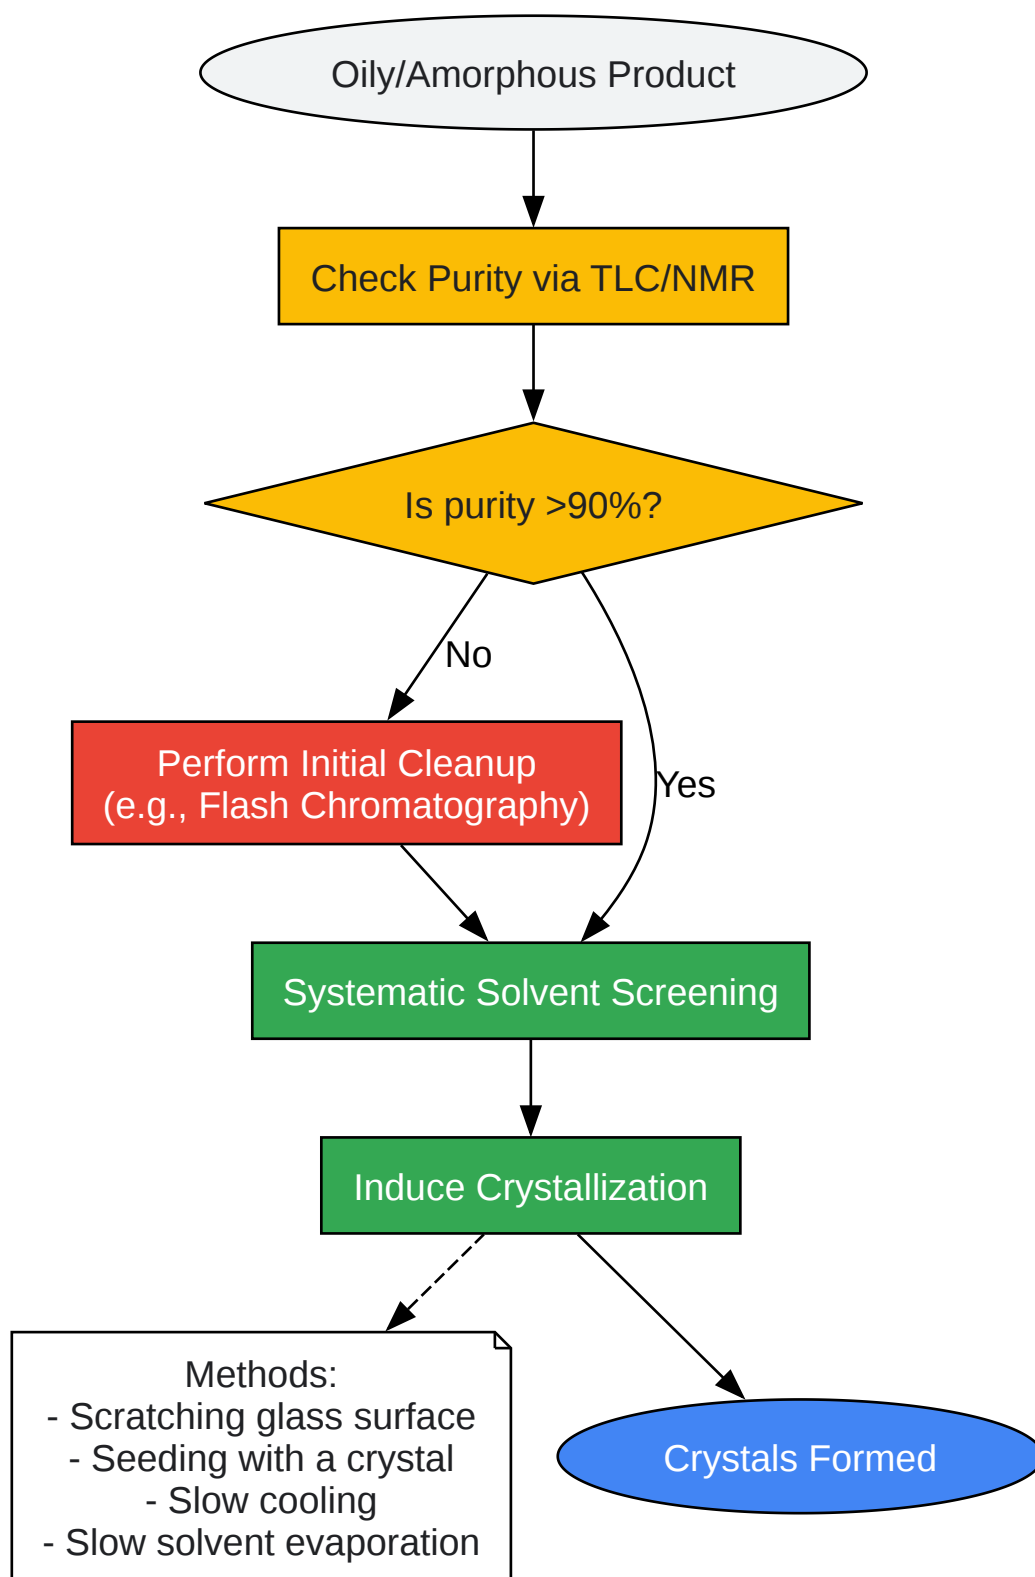 Oily/Amorphous Product
Check Purity via TLC/NMR
Is purity >90%?
No
Perform Initial Cleanup
(e.g., Flash Chromatography)
Yes
Systematic Solvent Screening
Induce Crystallization
Methods:
- Scratching glass surface
- Seeding with a crystal
- Slow cooling
- Slow solvent evaporation
Crystals Formed